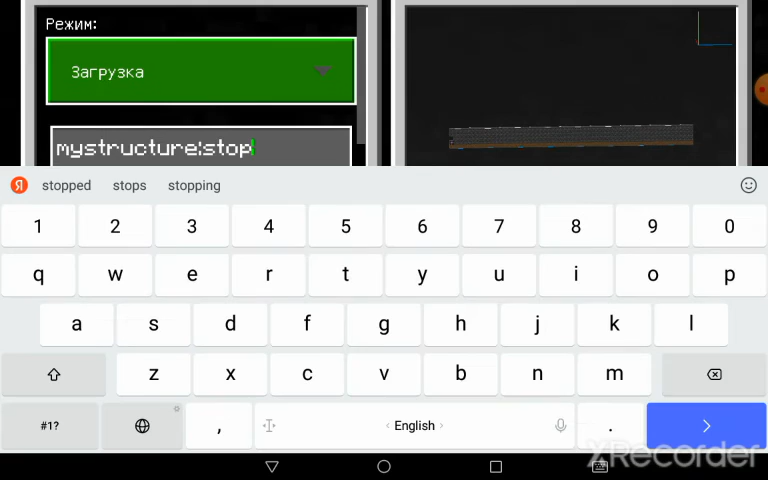 Режим:
Загрузка
mystructure:stop
Я stopped stops stopping
1 2 3 4 5 6 7 8 9 0
q w e r t y u i o p
a s d f g h j k l
z x c v b n m
#1? , English .
XRecorder